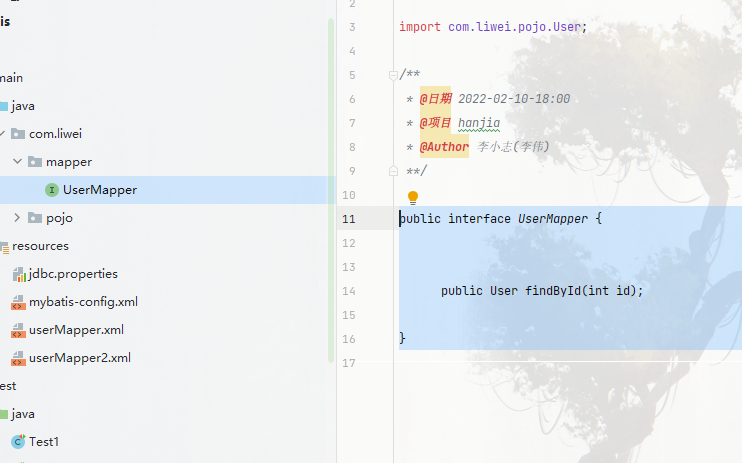 is
main
java
com.liwei
mapper
UserMapper
pojo
resources
jdbc.properties
mybatis-config.xml
userMapper.xml
userMapper2.xml
est
java
Test1
2
3 import com.liwei.pojo.User;
4
5 /**
6 * @日期 2022-02-10-18:00
7 * @项目 hanjia
8 * @Author 李小志(李伟)
9 **/
10
11 public interface UserMapper {
12
13
14 public User findById(int id);
15
16 }
17